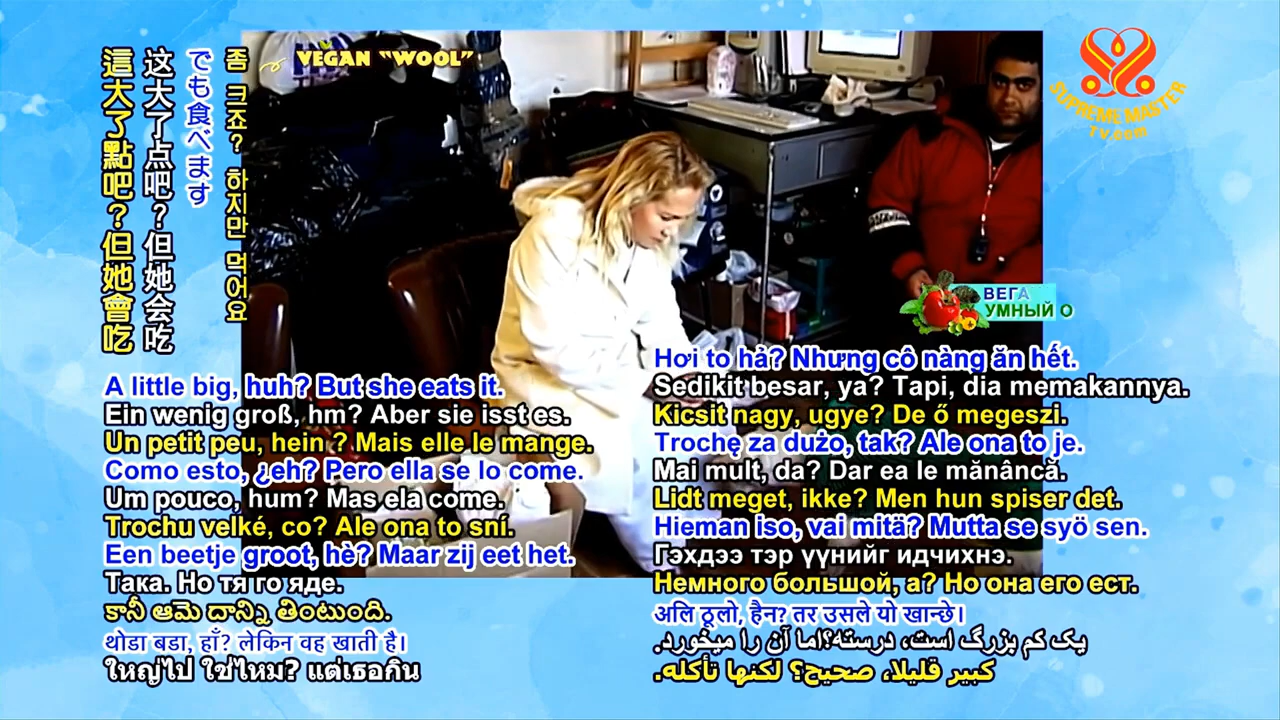 VEGAN “WOOL”
SUPREME MASTER
TV.com
좀 크죠? 하지만 먹어요
でも食べます
这大了点吧？但她会吃
這大了點吧？但她會吃
ВЕГА
УМНЫЙ О
A little big, huh? But she eats it.
Ein wenig groß, hm? Aber sie isst es.
Un petit peu, hein ? Mais elle le mange.
Como esto, ¿eh? Pero ella se lo come.
Um pouco, hum? Mas ela come.
Trochu velké, co? Ale ona to sní.
Een beetje groot, hè? Maar zij eet het.
Така. Но тя го яде.
కానీ ఆమె దాన్ని తింటుంది.
थोडा बडा, हाँ? लेकिन वह खाती है।
ใหญ่ไป ใช่ไหม? แต่เธอกิน
Hơi to hả? Nhưng cô nàng ăn hết.
Sedikit besar, ya? Tapi, dia memakannya.
Kicsit nagy, ugye? De ő megeszi.
Trochę za dużo, tak? Ale ona to je.
Mai mult, da? Dar ea le mănâncă.
Lidt meget, ikke? Men hun spiser det.
Hieman iso, vai mitä? Mutta se syö sen.
Гэхдээ тэр үүнийг идчихнэ.
Немного большой, а? Но она его ест.
अलि ठूलो, हैन? तर उसले यो खान्छे।
یک کم بزرگ است، درسته؟اما آن را میخورد.
كبير قليلا، صحيح؟ لكنها تأكله.